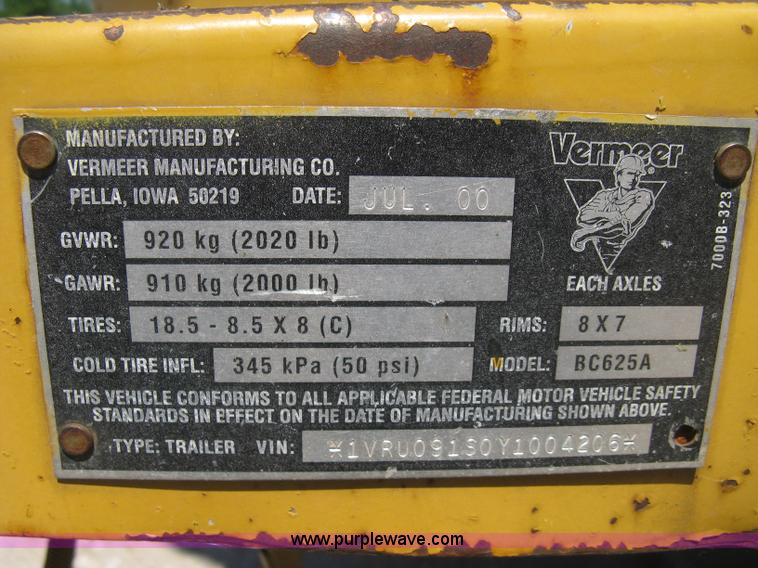 MANUFACTURED BY:
VERMEER MANUFACTURING CO.
PELLA, IOWA 50219 DATE: JUL. 00
Vermeer ®
7000B-323
GVWR: 920 kg (2020 lb)
GAWR: 910 kg (2000 lb) EACH AXLES
TIRES: 18.5 - 8.5 X 8 (C) RIMS: 8 X 7
COLD TIRE INFL: 345 kPa (50 psi) MODEL: BC625A
THIS VEHICLE CONFORMS TO ALL APPLICABLE FEDERAL MOTOR VEHICLE SAFETY
STANDARDS IN EFFECT ON THE DATE OF MANUFACTURING SHOWN ABOVE.
TYPE: TRAILER VIN: *1VRU091S0Y1004206*
www.purplewave.com